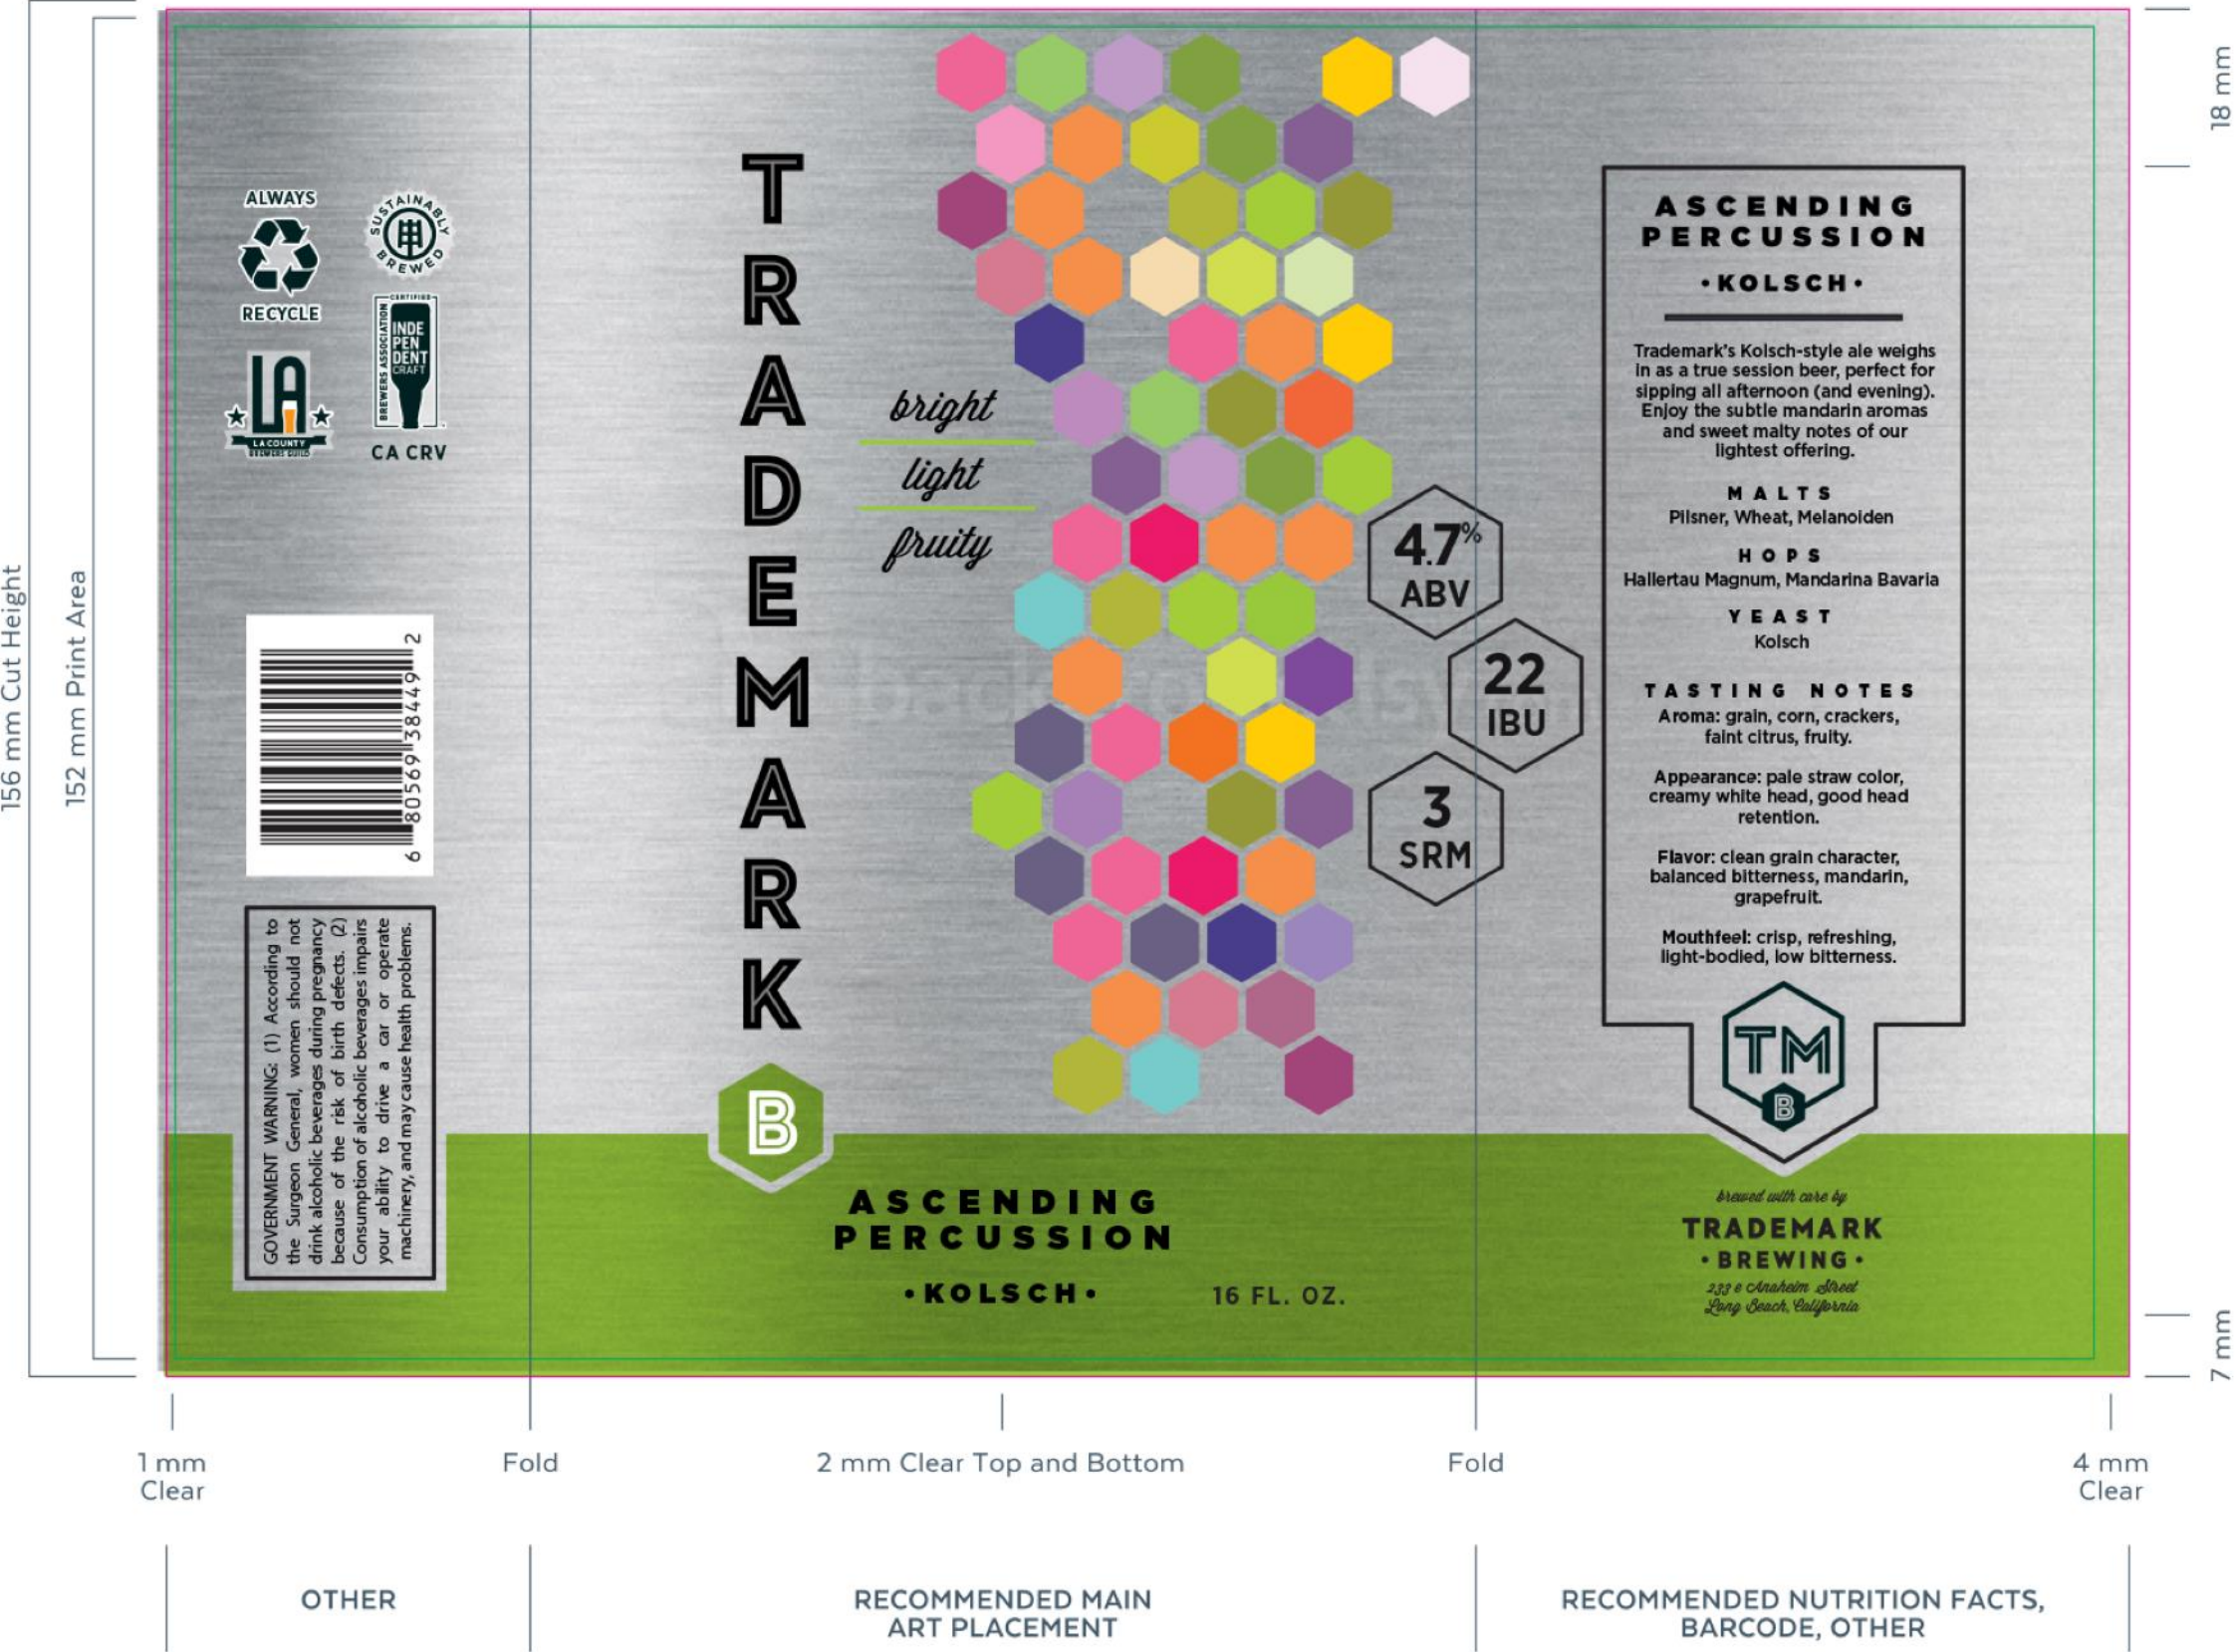 156 mm Cut Height
152 mm Print Area
18 mm
7 mm
ALWAYS
RECYCLE
SUSTAINABLY
BREWED
LA
LA COUNTY
BREWERS GUILD
CERTIFIED
BREWERS ASSOCIATION
INDE
PEN
DENT
CRAFT
CA CRV
6 80569 38449 2
GOVERNMENT WARNING: (1) According to
the Surgeon General, women should not
drink alcoholic beverages during pregnancy
because of the risk of birth defects. (2)
Consumption of alcoholic beverages impairs
your ability to drive a car or operate
machinery, and may cause health problems.
TRADEMARK
B
bright
light
fruity
4.7%
ABV
22
IBU
3
SRM
ASCENDING
PERCUSSION
•KOLSCH•
16 FL. OZ.
ASCENDING
PERCUSSION
•KOLSCH•
Trademark's Kolsch-style ale weighs
in as a true session beer, perfect for
sipping all afternoon (and evening).
Enjoy the subtle mandarin aromas
and sweet malty notes of our
lightest offering.
MALTS
Pilsner, Wheat, Melanoiden
HOPS
Hallertau Magnum, Mandarina Bavaria
YEAST
Kolsch
TASTING NOTES
Aroma: grain, corn, crackers,
faint citrus, fruity.
Appearance: pale straw color,
creamy white head, good head
retention.
Flavor: clean grain character,
balanced bitterness, mandarin,
grapefruit.
Mouthfeel: crisp, refreshing,
light-bodied, low bitterness.
TM
B
brewed with care by
TRADEMARK
•BREWING•
233 e Anaheim Street
Long Beach, California
1 mm
Clear
Fold
2 mm Clear Top and Bottom
Fold
4 mm
Clear
OTHER
RECOMMENDED MAIN
ART PLACEMENT
RECOMMENDED NUTRITION FACTS,
BARCODE, OTHER